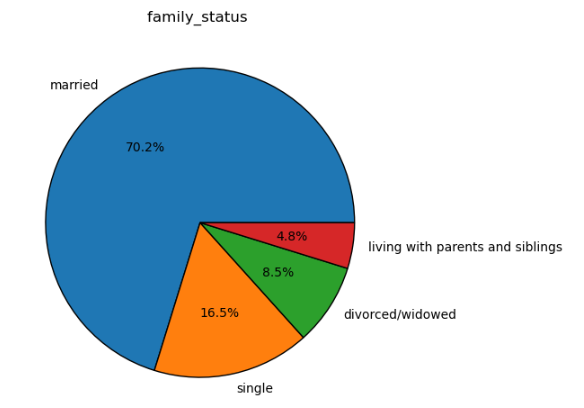 family_status
married
70.2%
4.8%
living with parents and siblings
8.5%
divorced/widowed
16.5%
single